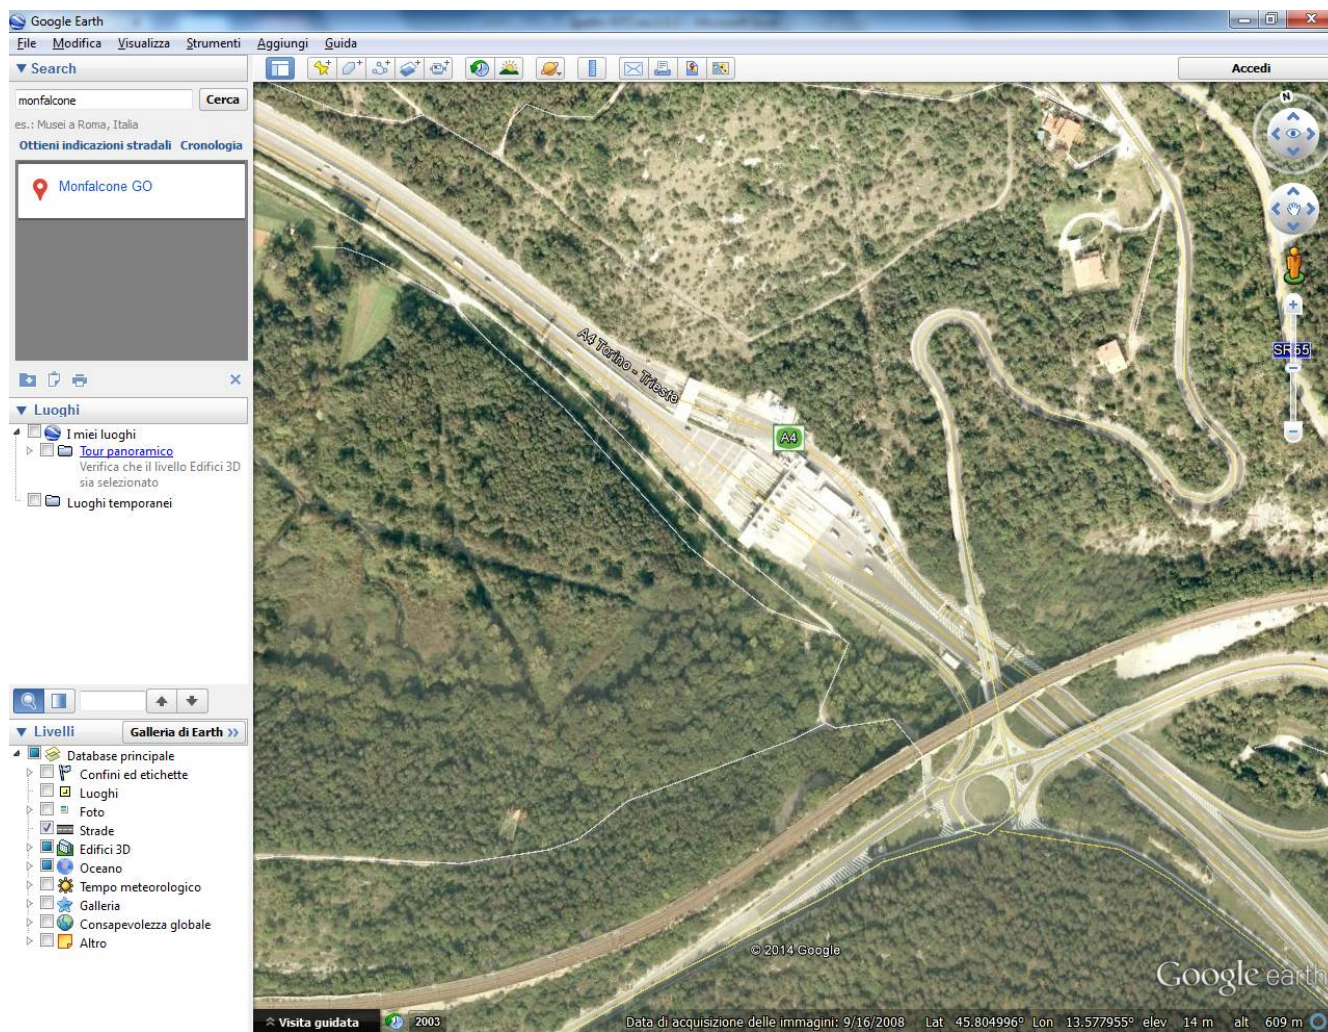 Google Earth
File Modifica Visualizza Strumenti Aggiungi Guida
Search
Accedi
monfalcone
Cerca
es.: Musei a Roma, Italia
Ottieni indicazioni stradali Cronologia
Monfalcone GO
Luoghi
I miei luoghi
Tour panoramico
Verifica che il livello Edifici 3D
sia selezionato
Luoghi temporanei
Livelli
Galleria di Earth >>
Database principale
Confini ed etichette
Luoghi
Foto
Strade
Edifici 3D
Oceano
Tempo meteorologico
Galleria
Consapevolezza globale
Altro
N
SR55
A4 Torino - Trieste
A4
© 2014 Google
Google earth
Visita guidata
2003
Data di acquisizione delle immagini: 9/16/2008 Lat 45.804996° Lon 13.577955° elev 14 m alt 609 m